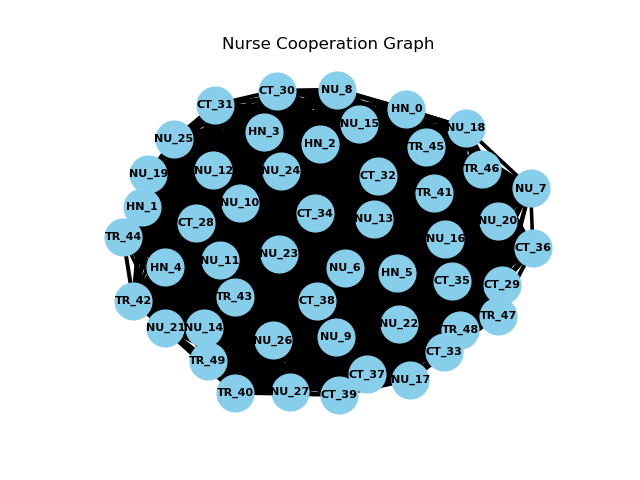 Nurse Cooperation Graph
CT_30
NU_8
CT_31
HN_0
NU_15
NU_18
HN_3
NU_25
HN_2
TR_45
TR_46
NU_12
NU_24
NU_19
CT_32
NU_7
TR_41
NU_10
HN_1
CT_34
NU_13
NU_20
CT_28
TR_44
NU_16
CT_36
NU_23
NU_11
HN_4
NU_6
HN_5
CT_35
CT_29
TR_43
TR_42
CT_38
TR_47
NU_22
NU_21
NU_14
TR_48
NU_9
NU_26
CT_33
TR_49
CT_37
NU_17
TR_40
NU_27
CT_39